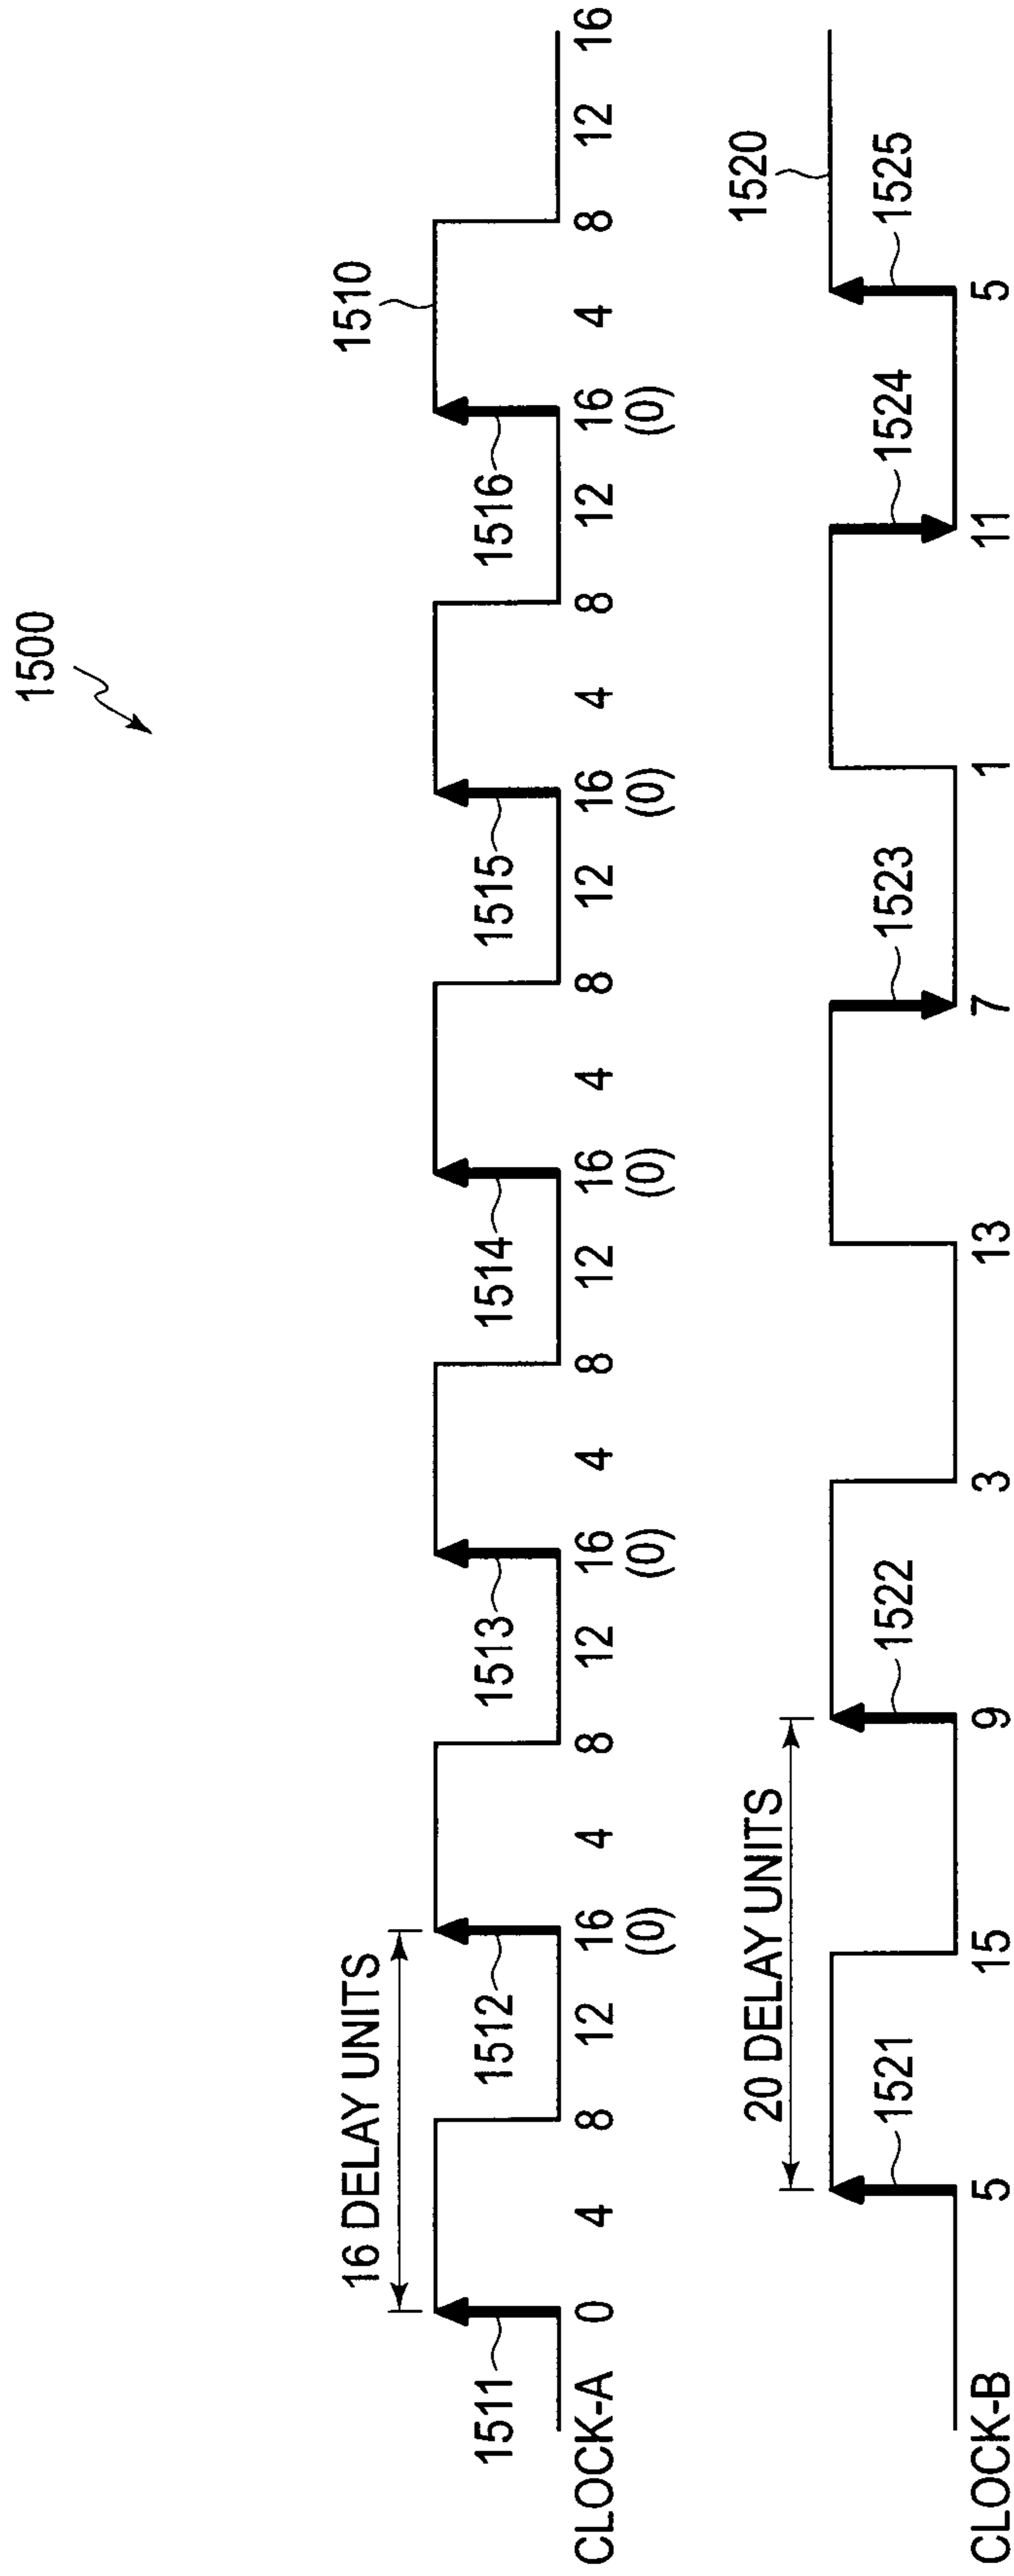 1500
16 DELAY UNITS
1510
1511
1512
1513
1514
1515
1516
CLOCK-A 0 4 8 12 16 4 8 12 16 4 8 12 16 4 8 12 16 4 8 12 16 4 8 12 16
(0) (0) (0) (0) (0)
20 DELAY UNITS
1520
1521
1522
1523
1524
1525
CLOCK-B 5 15 9 3 13 7 1 11 5